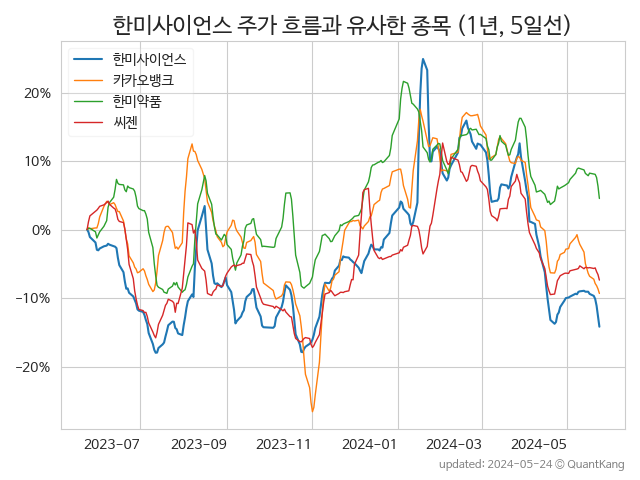 한미사이언스 주가 흐름과 유사한 종목 (1년, 5일선)
한미사이언스
카카오뱅크
한미약품
씨젠
20%
10%
0%
−10%
−20%
2023-07
2023-09
2023-11
2024-01
2024-03
2024-05
updated: 2024-05-24 © QuantKang